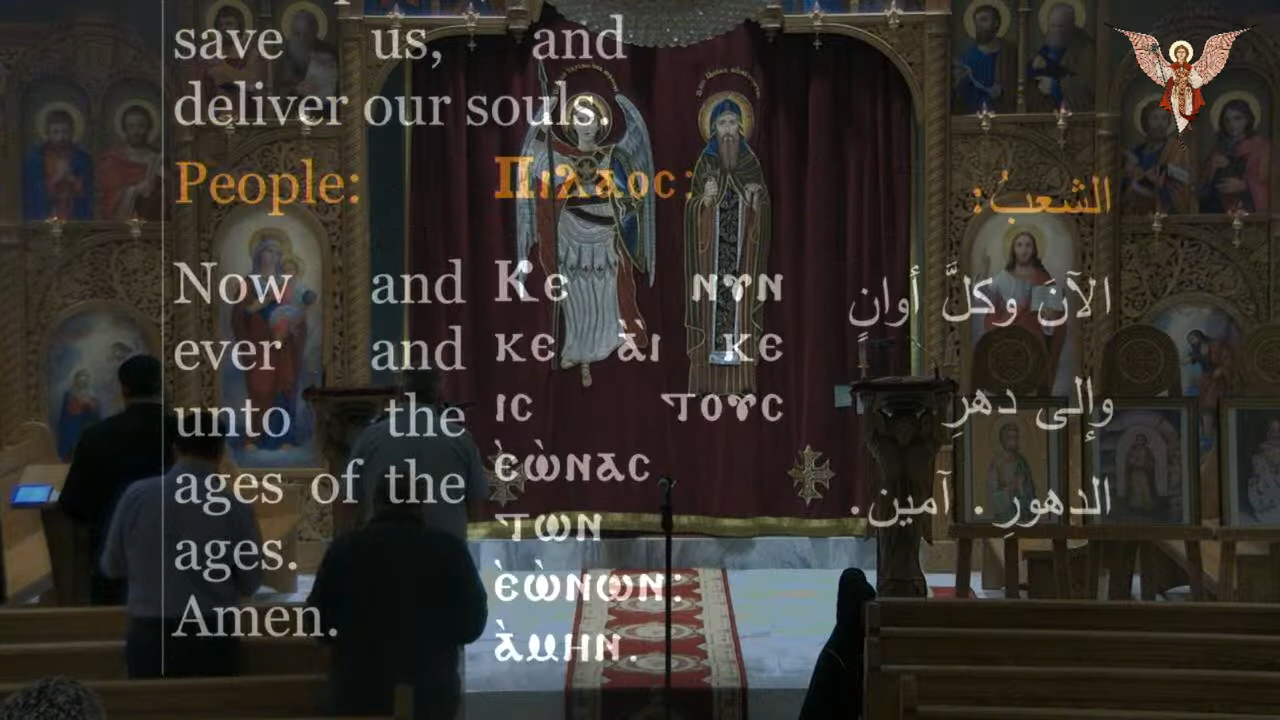 save us, and
deliver our souls.
People:
Now and
ever and
unto the
ages of the
ages.
Amen.
Ⲡⲓⲗⲁⲟⲥ:
Ⲕⲉ ⲛⲩⲛ
ⲕⲉ ⲁ̀ⲓ̀ ⲕⲉ
ⲓⲥ ⲧⲟⲩⲥ
ⲉ̀ⲱ̀ⲛⲁⲥ
ⲧⲱⲛ
ⲉ̀ⲱ̀ⲛⲱⲛ:
ⲁ̀ⲙⲏⲛ.
الشعبُ:
الآنَ وكلَّ أوانٍ
وإلى دهرِ
الدهورِ. آمين.